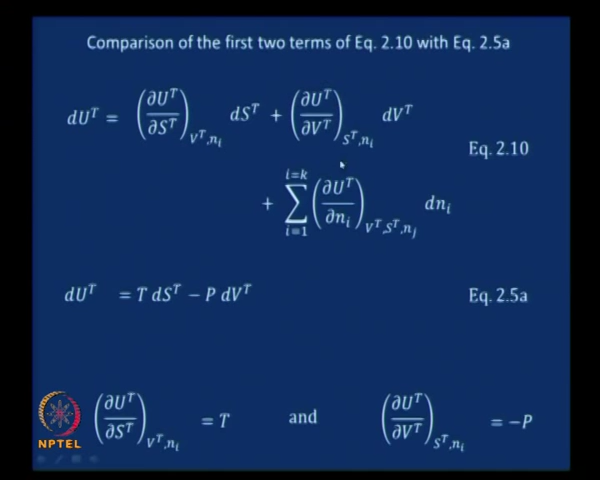 Comparison of the first two terms of Eq. 2.10 with Eq. 2.5a
dU^T = (∂U^T/∂S^T)_{V^T,n_i} dS^T + (∂U^T/∂V^T)_{S^T,n_i} dV^T
Eq. 2.10
+ ∑_{i=1}^{i=k} (∂U^T/∂n_i)_{V^T,S^T,n_j} dn_i
dU^T = T dS^T − P dV^T Eq. 2.5a
(∂U^T/∂S^T)_{V^T,n_i} = T and (∂U^T/∂V^T)_{S^T,n_i} = −P
NPTEL